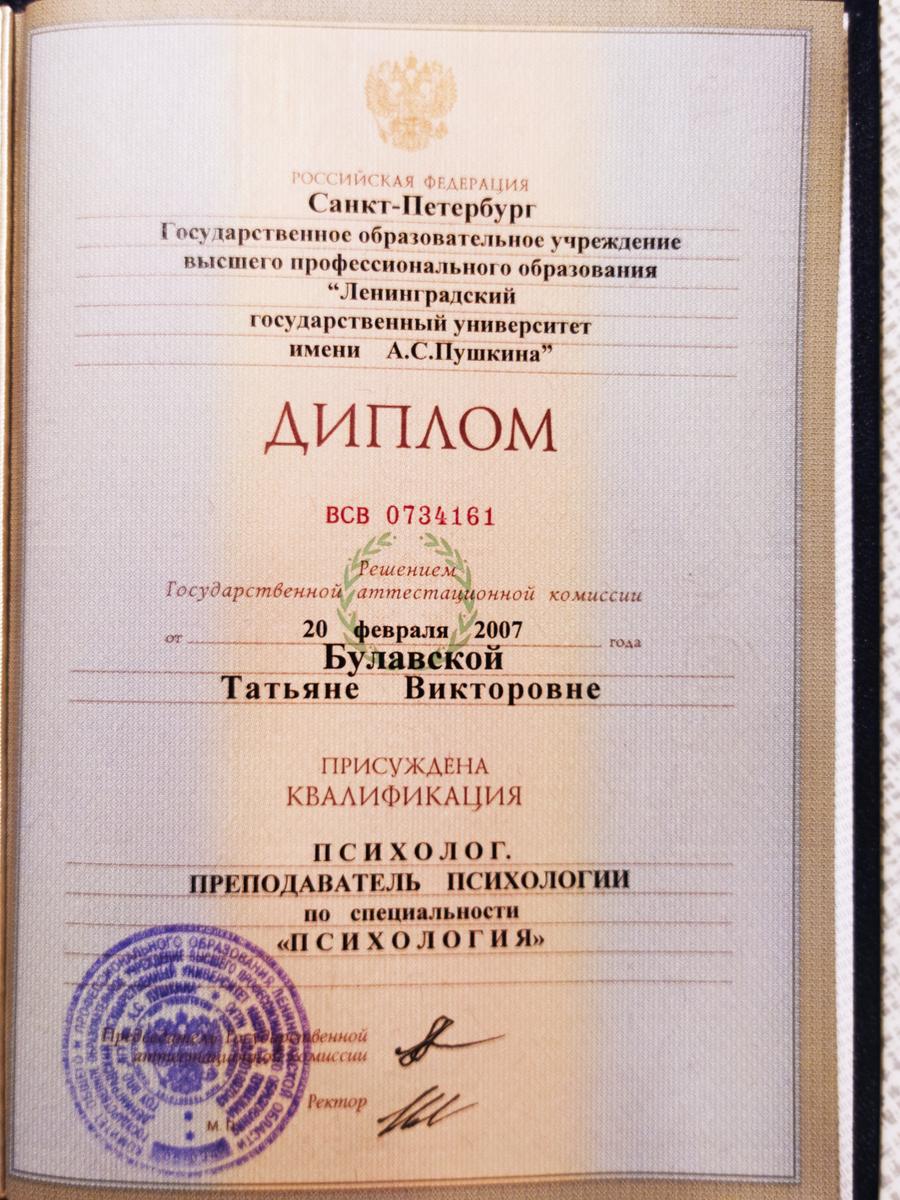 РОССИЙСКАЯ ФЕДЕРАЦИЯ
Санкт-Петербург
Государственное образовательное учреждение
высшего профессионального образования
“Ленинградский
государственный университет
имени А.С.Пушкина”
ДИПЛОМ
ВСВ 0734161
Решением
Государственной аттестационной комиссии
от 20 февраля 2007 года
Булавской
Татьяне Викторовне
ПРИСУЖДЕНА
КВАЛИФИКАЦИЯ
ПСИХОЛОГ.
ПРЕПОДАВАТЕЛЬ ПСИХОЛОГИИ
по специальности
«ПСИХОЛОГИЯ»
Председатель Государственной
аттестационной комиссии
Ректор
М. П.